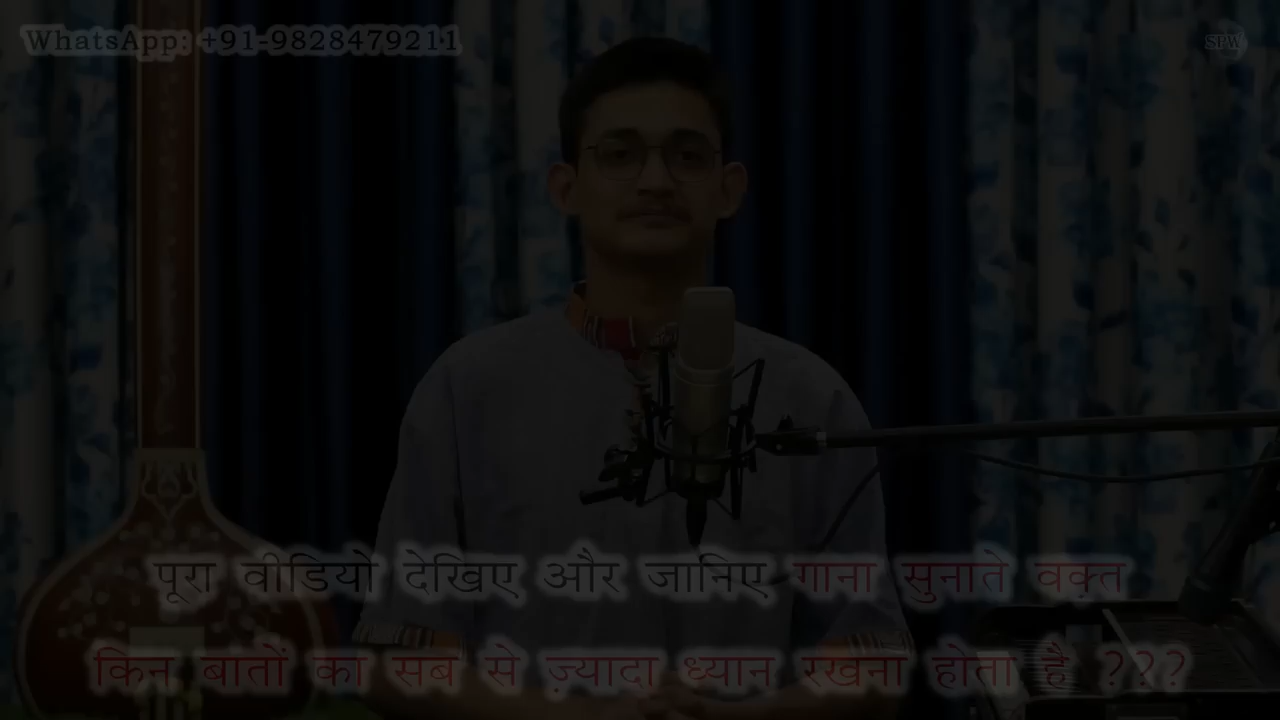 WhatsApp: +91-9828479211
SPW
पूरा वीडियो देखिए और जानिए गाना सुनाते वक़्त
किन बातों का सब से ज़्यादा ध्यान रखना होता है ???